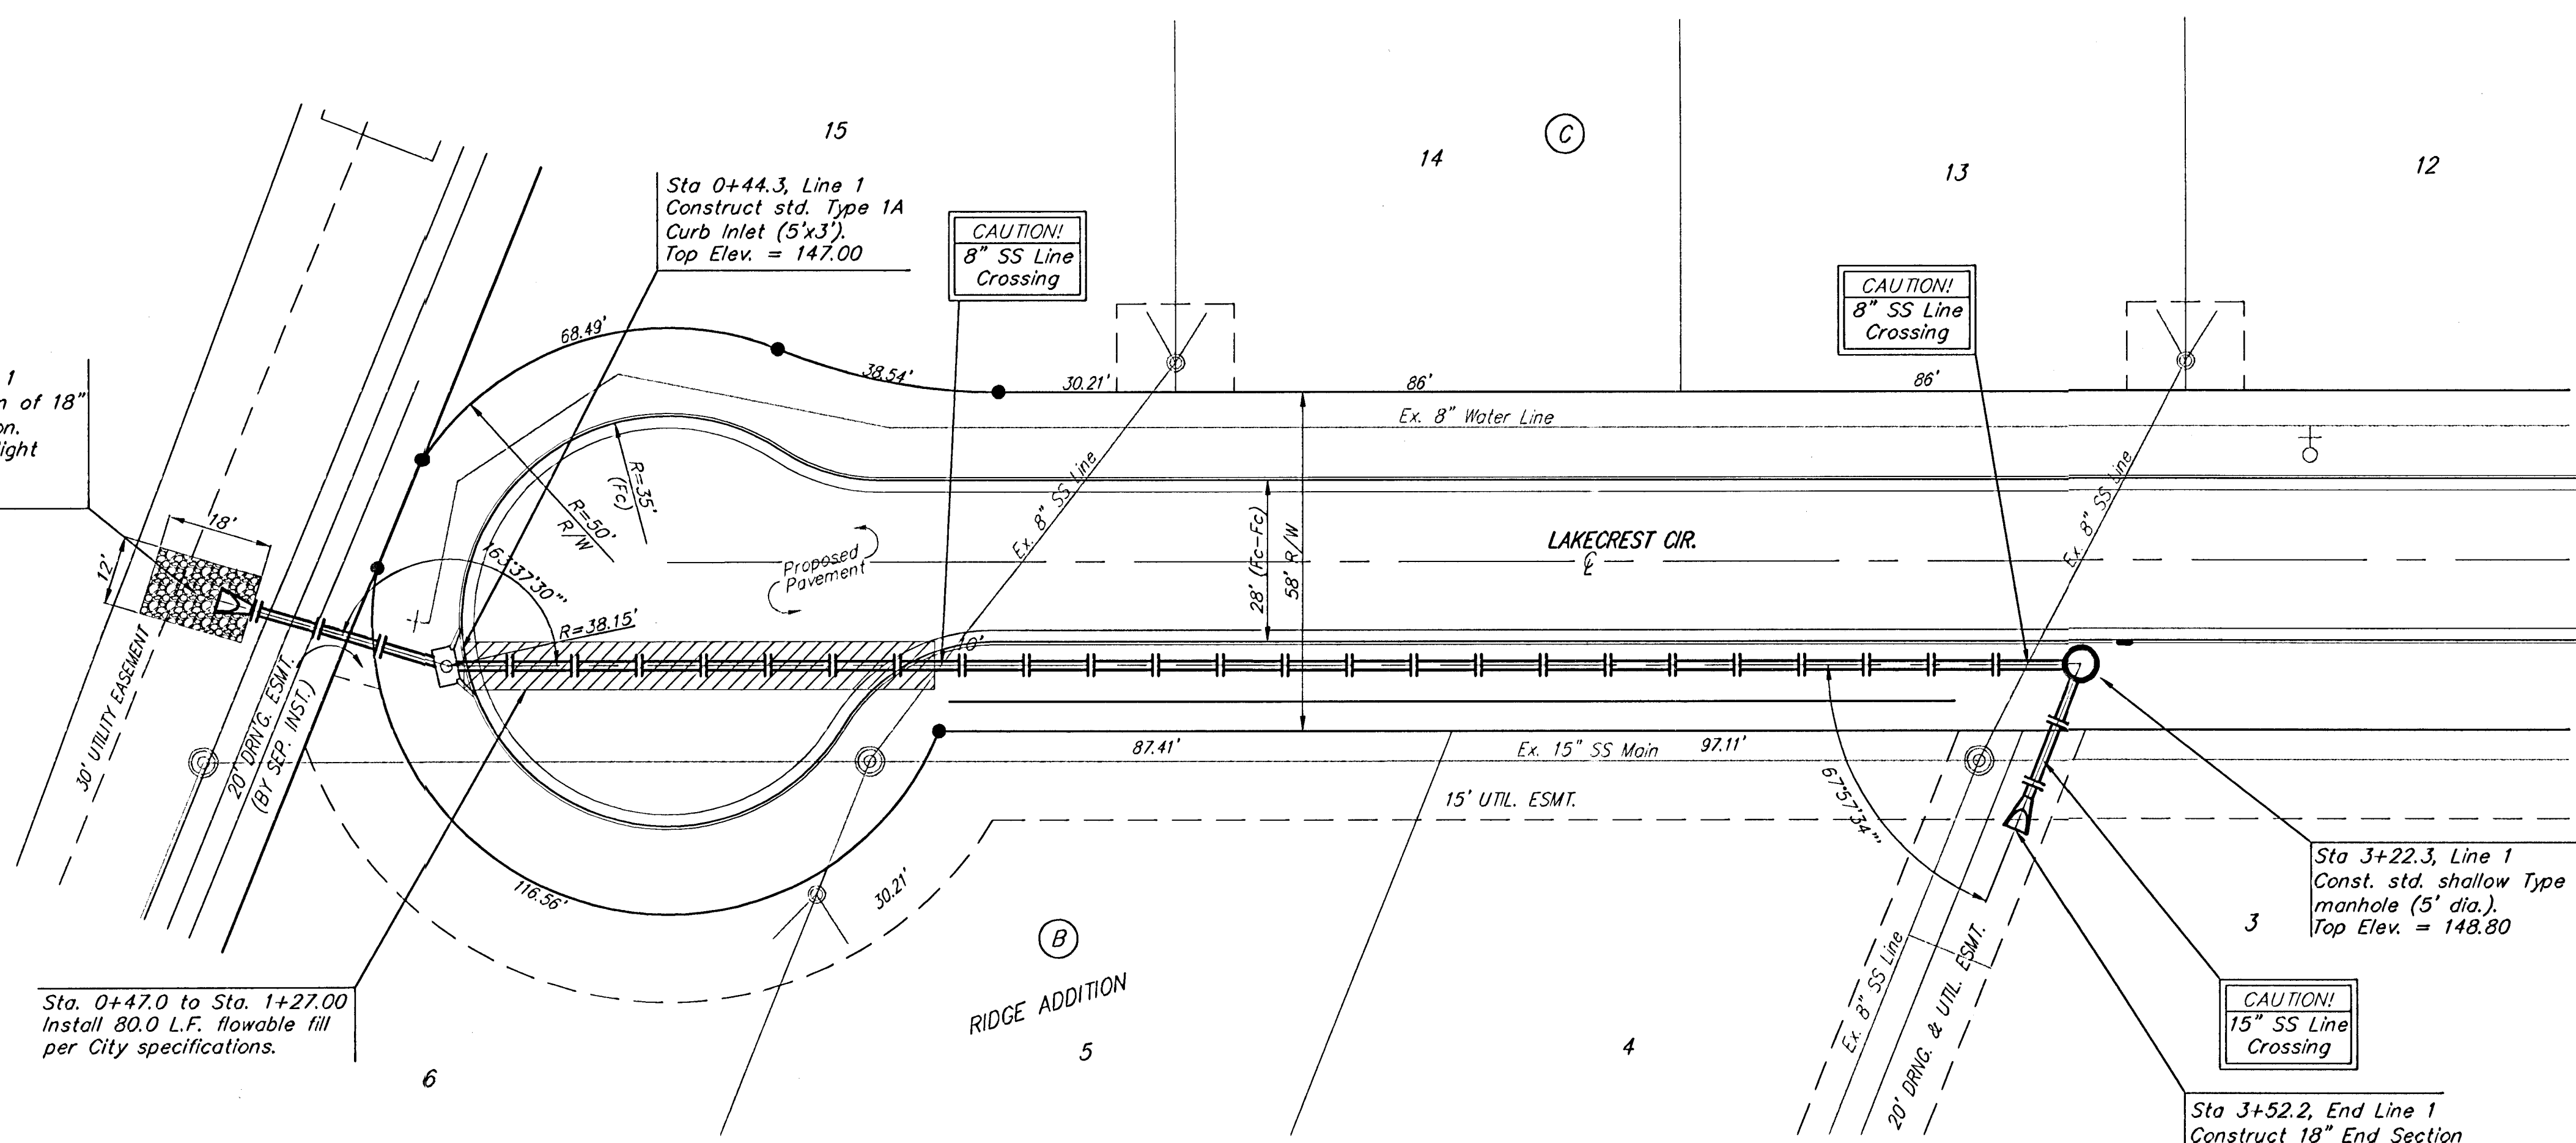 15
14
C
13
12
Sta 0+44.3, Line 1
Construct std. Type 1A
Curb Inlet (5'x3').
Top Elev. = 147.00
CAUTION!
8" SS Line
Crossing
CAUTION!
8" SS Line
Crossing
1
of 18"
68.49'
38.54'
30.21'
86'
86'
Ex. 8" Water Line
R=35'
(Fc)
R=50'
R/W
Ex. 8" SS Line
Ex. 8" SS Line
18'
12'
163°37'30"
Proposed
Pavement
28' (Fc-Fc)
58' R/W
LAKECREST CIR.
℄
R=38.15'
10'
30' UTILITY EASEMENT
20' DRN'G. ESMT.
(BY SEP. INST.)
87.41'
Ex. 15" SS Main
97.11'
15' UTIL. ESMT.
67°57'34"
116.56'
30.21'
B
RIDGE ADDITION
Sta 3+22.3, Line 1
Const. std. shallow Type
manhole (5' dia.).
Top Elev. = 148.80
3
Ex. 8" SS Line
20' DRNG. & UTIL. ESMT.
CAUTION!
15" SS Line
Crossing
Sta. 0+47.0 to Sta. 1+27.00
Install 80.0 L.F. flowable fill
per City specifications.
6
5
4
Sta 3+52.2, End Line 1
Construct 18" End Section